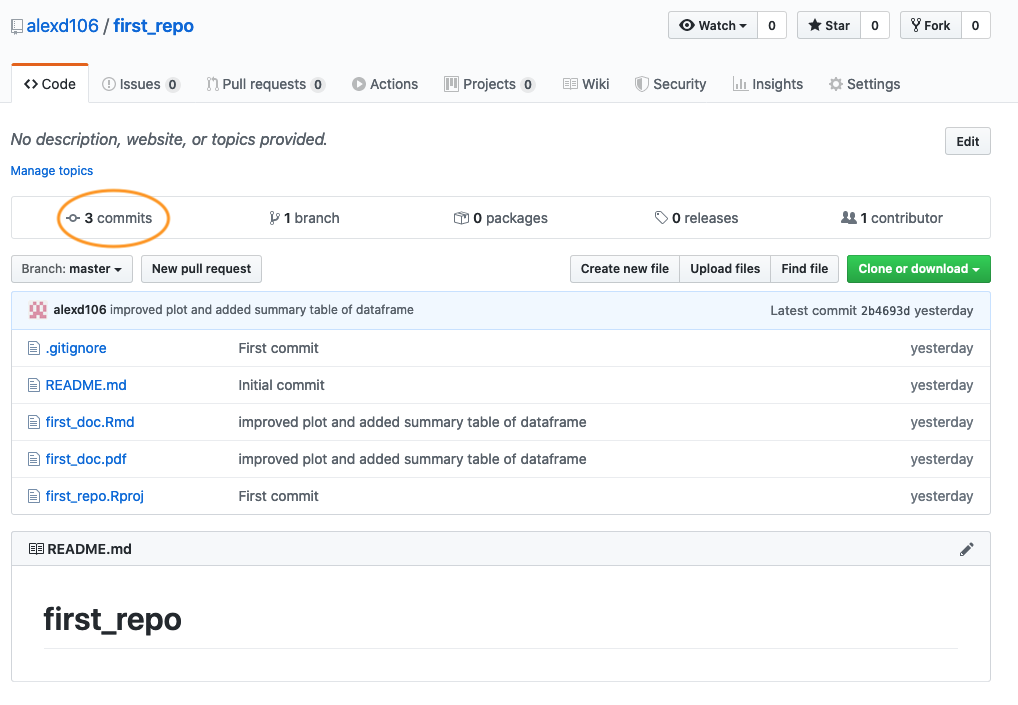 alexd106 / first_repo Watch 0 Star 0 Fork 0
Code Issues 0 Pull requests 0 Actions Projects 0 Wiki Security Insights Settings
No description, website, or topics provided. Edit
Manage topics
3 commits 1 branch 0 packages 0 releases 1 contributor
Branch: master New pull request Create new file Upload files Find file Clone or download
alexd106 improved plot and added summary table of dataframe Latest commit 2b4693d yesterday
.gitignore First commit yesterday
README.md Initial commit yesterday
first_doc.Rmd improved plot and added summary table of dataframe yesterday
first_doc.pdf improved plot and added summary table of dataframe yesterday
first_repo.Rproj First commit yesterday
README.md
first_repo